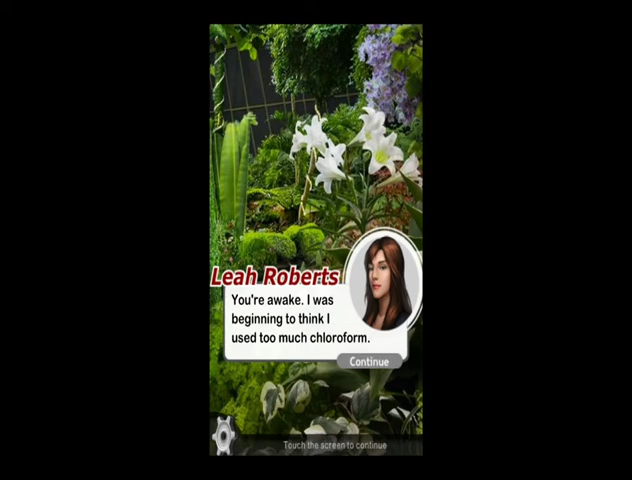 Leah Roberts
You're awake. I was
beginning to think I
used too much chloroform.
Continue
Touch the screen to continue